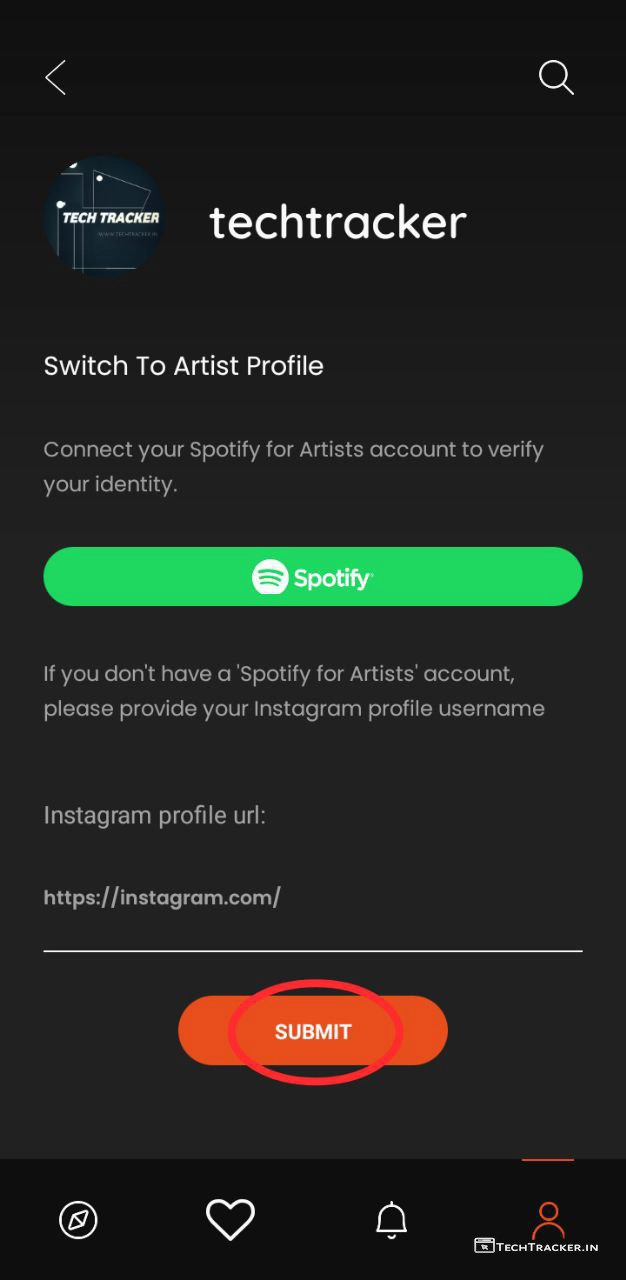 TECH TRACKER
WWW.TECHTRACKER.IN
techtracker
Switch To Artist Profile
Connect your Spotify for Artists account to verify
your identity.
Spotify
If you don't have a 'Spotify for Artists' account,
please provide your Instagram profile username
Instagram profile url:
https://instagram.com/
SUBMIT
TECHTRACKER.IN